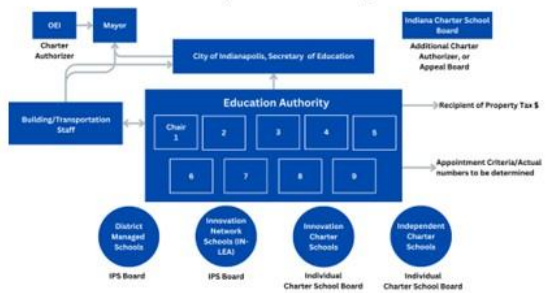 OEI
Mayor
Charter
Authorizer
Indiana Charter School
Board
Additional Charter
Authorizer, or
Appeal Board
City of Indianapolis, Secretary of Education
Building/Transportation
Staff
Education Authority
Chair
1
2
3
4
5
6
7
8
9
Recipient of Property Tax $
Appointment Criteria/Actual
numbers to be determined
District
Managed
Schools
IPS Board
Innovation
Network
Schools (IN-
LEA)
IPS Board
Innovation
Charter
Schools
Individual
Charter School Board
Independent
Charter
Schools
Individual
Charter School Board